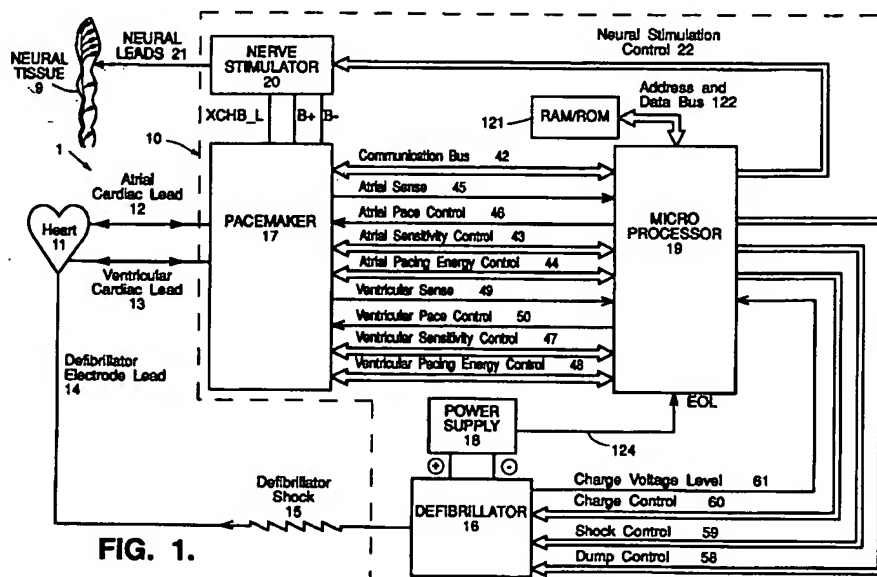 NEURAL
LEADS 21
NEURAL
TISSUE
9
NERVE
STIMULATOR
20
Neural Stimulation
Control 22
XCHB_L
B+
B-
121
RAM/ROM
Address and
Data Bus 122
10
1
Atrial
Cardiac Lead
12
Heart
11
Ventricular
Cardiac Lead
13
PACEMAKER
17
Communication Bus 42
Atrial Sense 45
Atrial Pace Control 46
Atrial Sensitivity Control 43
Atrial Pacing Energy Control 44
Ventricular Sense 49
Ventricular Pace Control 50
Ventricular Sensitivity Control 47
Ventricular Pacing Energy Control 48
MICRO
PROCESSOR
19
Defibrillator
Electrode Lead
14
POWER
SUPPLY
18
EOL
124
+
-
Defibrillator
Shock
15
DEFIBRILLATOR
16
Charge Voltage Level 61
Charge Control 60
Shock Control 59
Dump Control 58
FIG. 1.